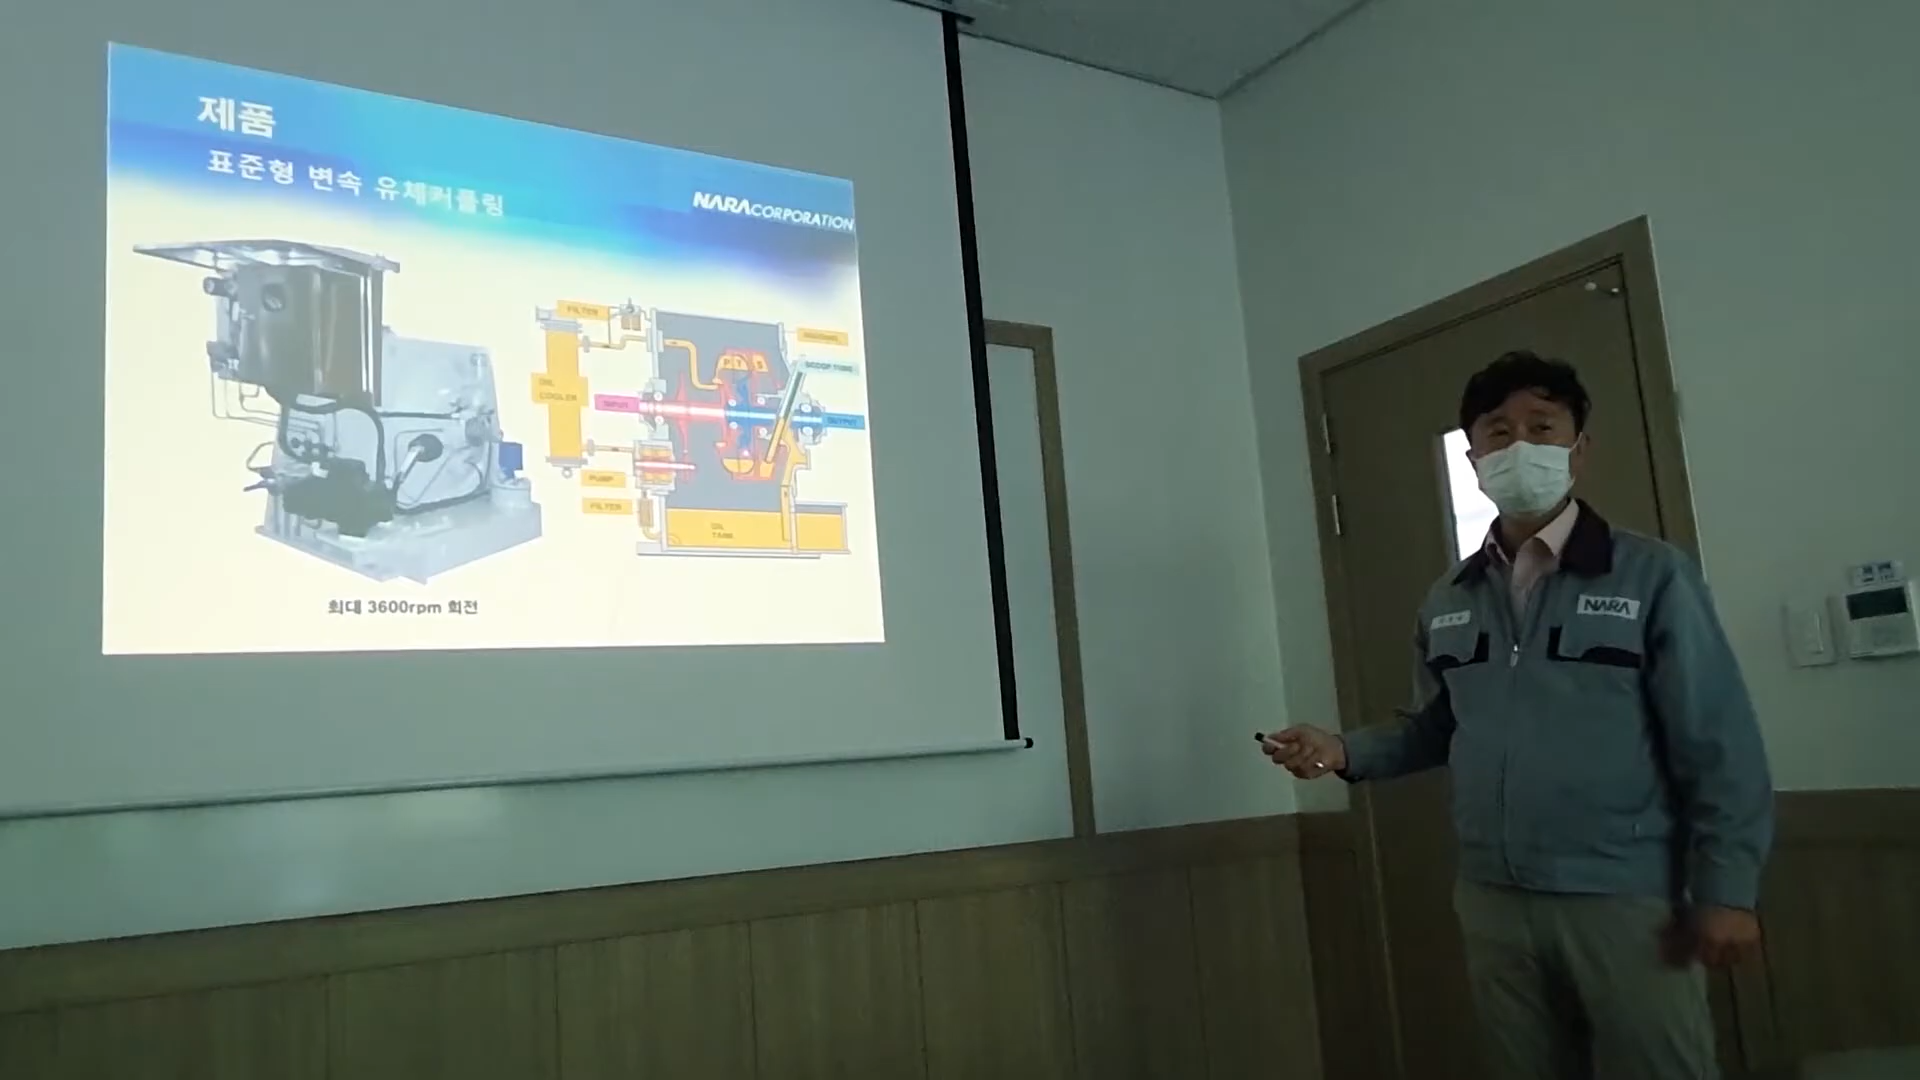 제품
표준형 변속 유체커플링
NARACORPORATION
FILTER
OIL
COOLER
INPUT
SCOOP TUBE
OUTPUT
PUMP
FILTER
OIL
TANK
최대 3600rpm 회전
NARA